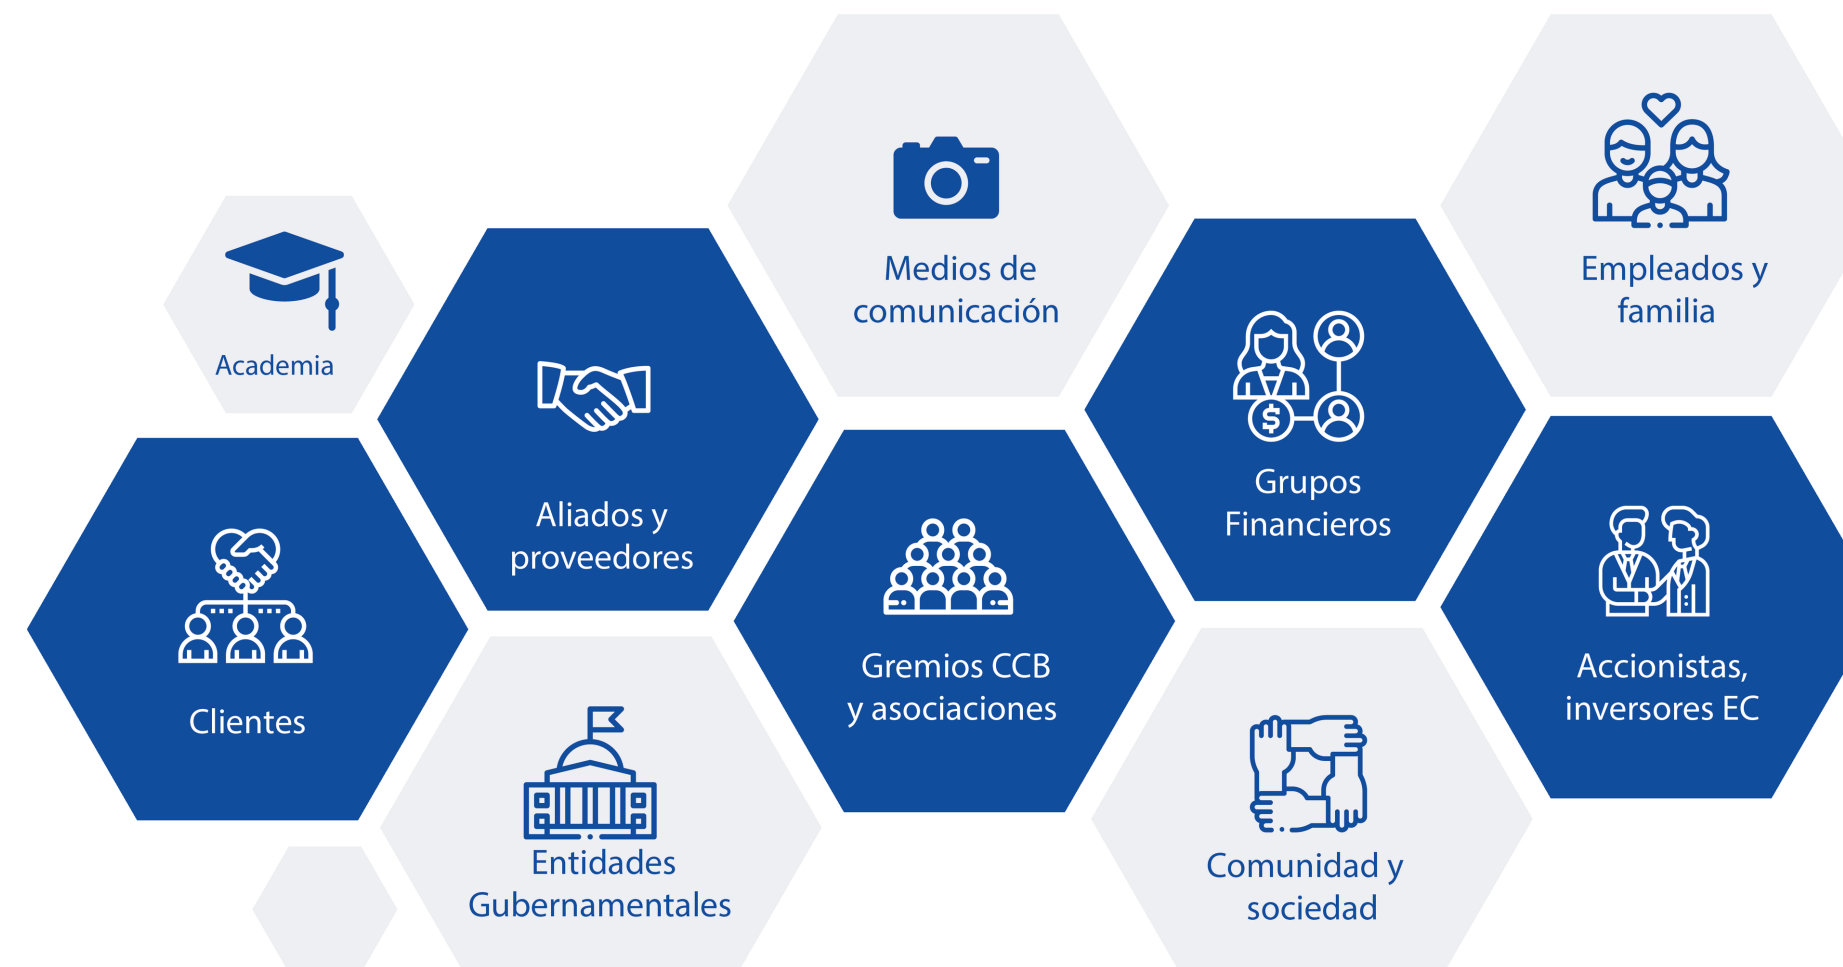 Academia
Clientes
Aliados y
proveedores
Entidades
Gubernamentales
Medios de
comunicación
Gremios CCB
y asociaciones
Grupos
Financieros
Comunidad y
sociedad
Empleados y
familia
Accionistas,
inversores EC